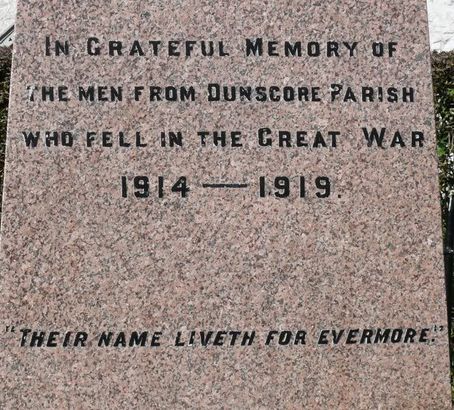 In Grateful Memory of
the men from Dunscore Parish
who fell in the Great War
1914 — 1919.
"Their name liveth for evermore."